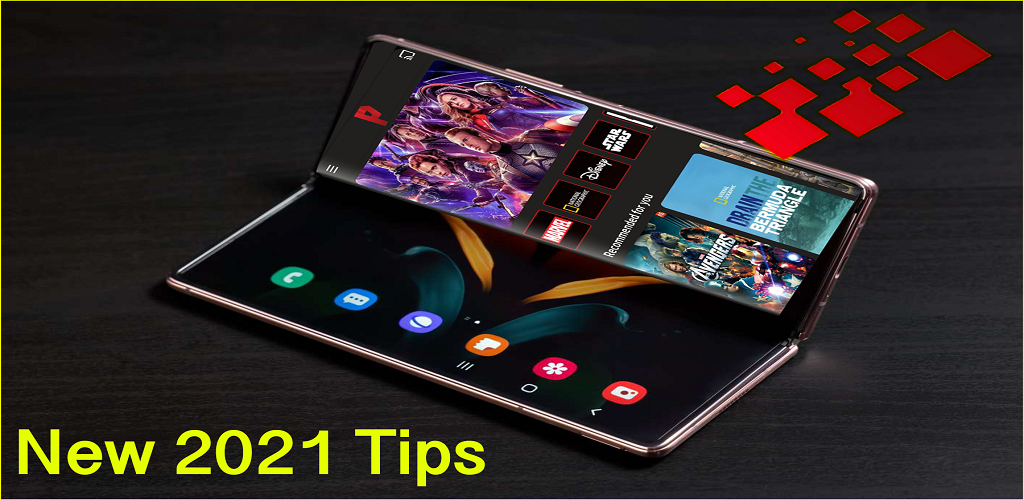 P
STAR
WARS
Disney
NATIONAL
GEOGRAPHIC
MARVEL
Recommended for you
NATIONAL
GEOGRAPHIC
DRAIN THE
BERMUDA
TRIANGLE
AVENGERS
New 2021 Tips